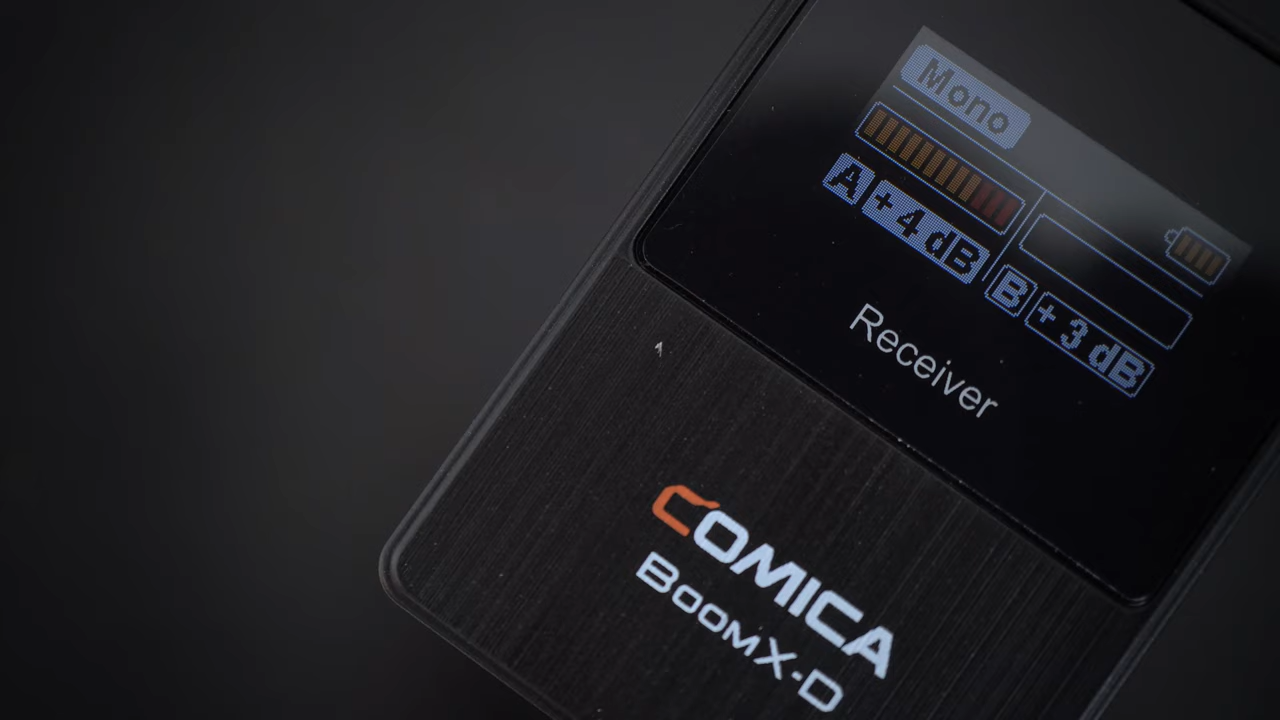 Mono
A +4 dB B +3 dB
Receiver
COMICA
BOOMX-D